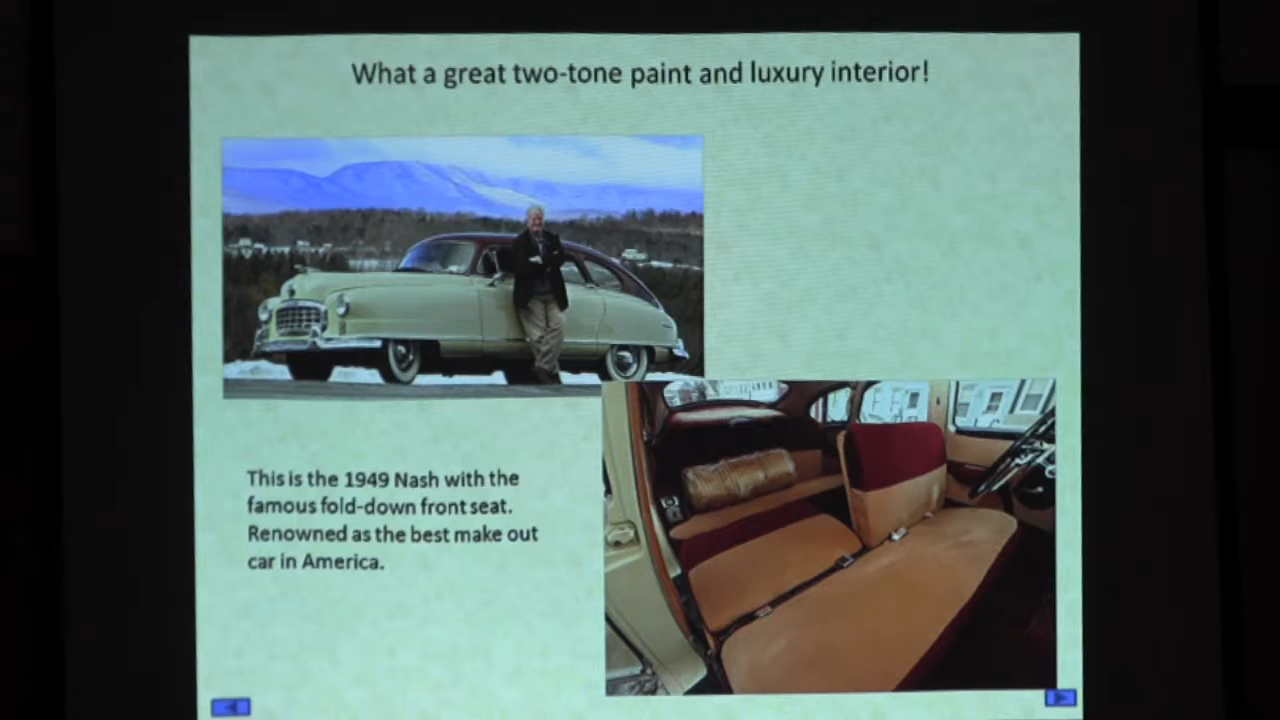 What a great two-tone paint and luxury interior!
This is the 1949 Nash with the
famous fold-down front seat.
Renowned as the best make out
car in America.